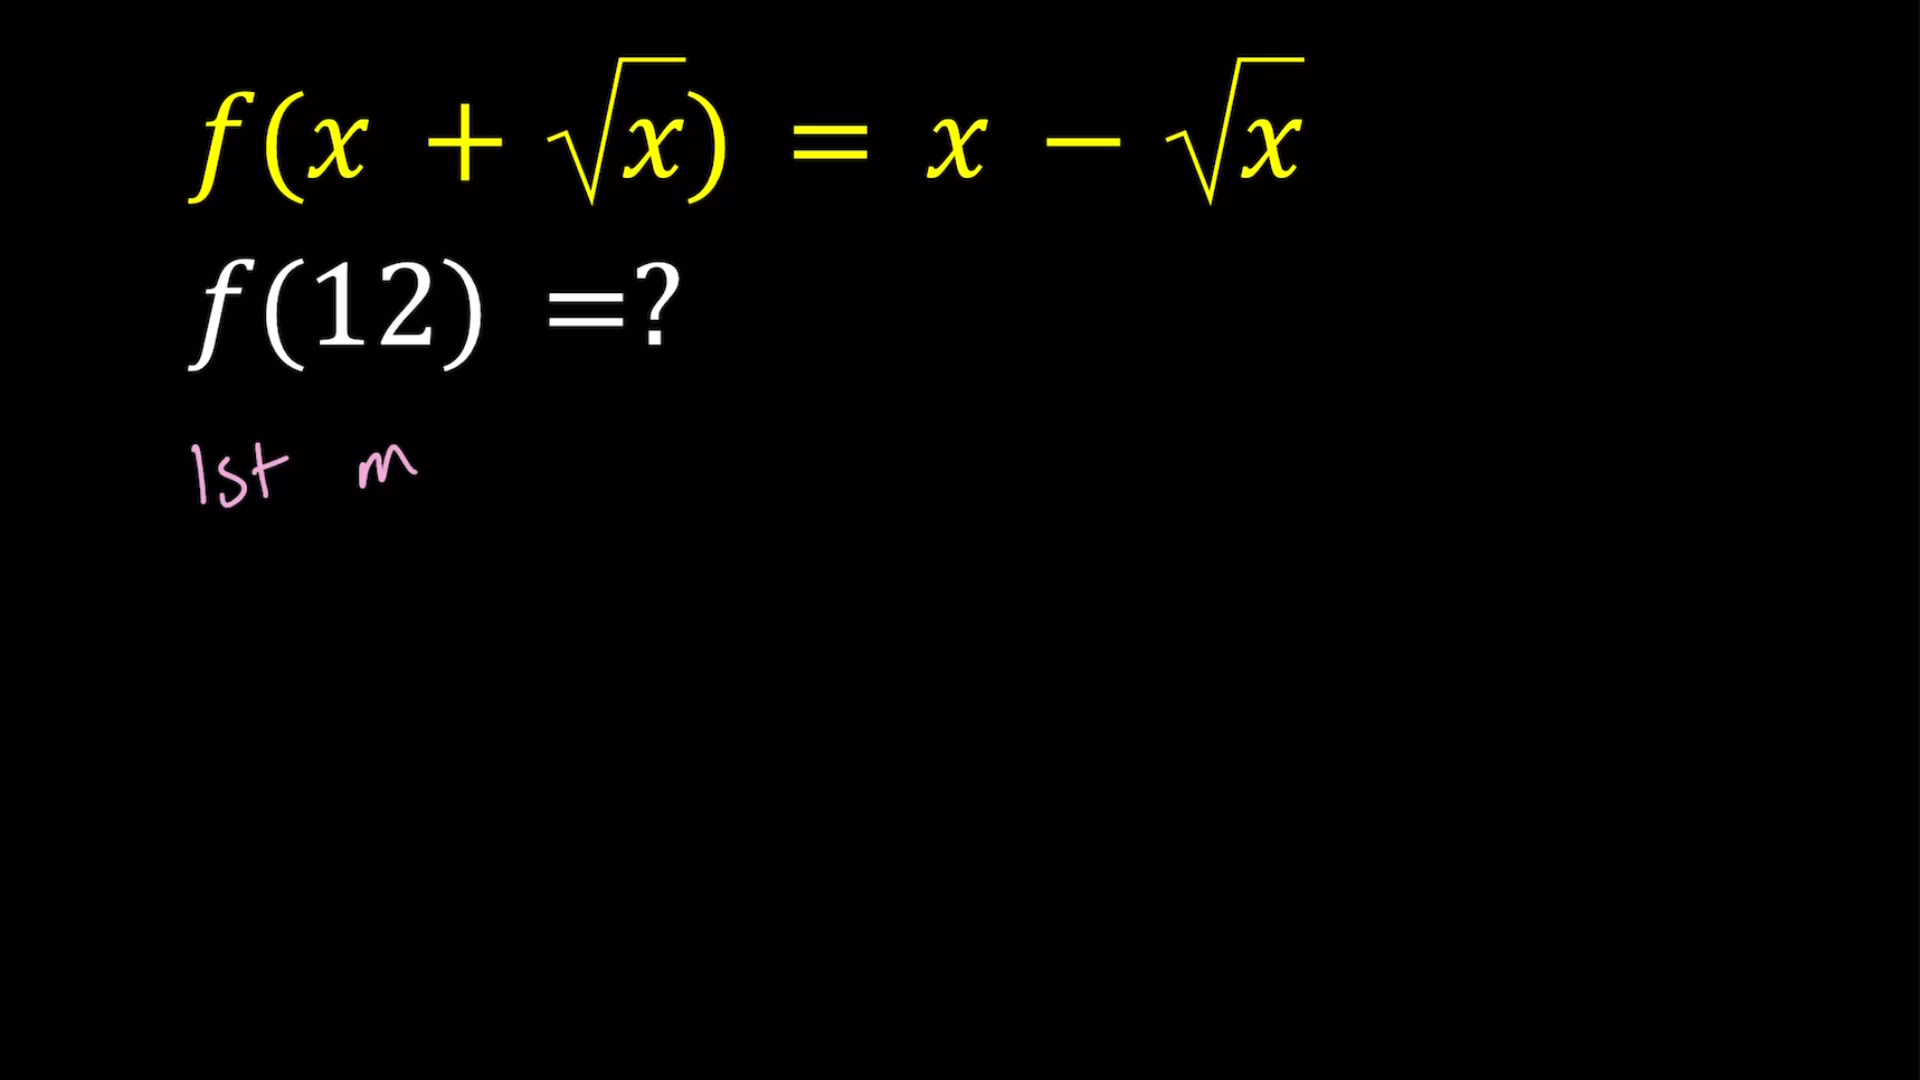 f(x + √x) = x − √x
f(12) =?
1st m